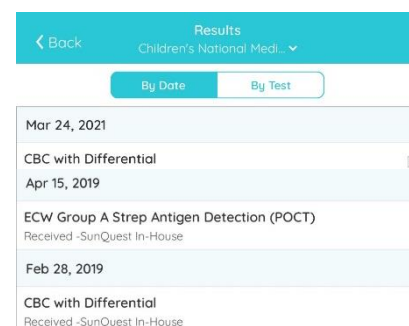 Back
Results
Children's National Medi...
By Date
By Test
Mar 24, 2021
CBC with Differential
Apr 15, 2019
ECW Group A Strep Antigen Detection (POCT)
Received -SunQuest In-House
Feb 28, 2019
CBC with Differential
Received -SunQuest In-House